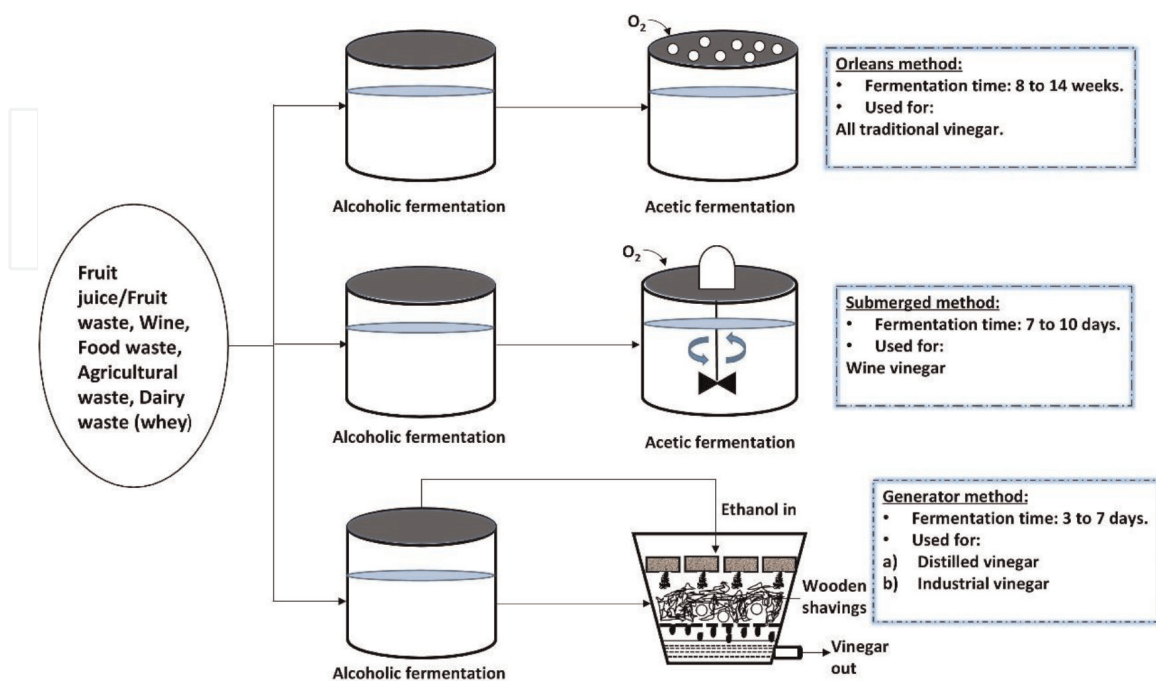 Fruit
juice/Fruit
waste, Wine,
Food waste,
Agricultural
waste, Dairy
waste (whey)
Alcoholic fermentation
O2
Acetic fermentation
Orleans method:
• Fermentation time: 8 to 14 weeks.
• Used for:
All traditional vinegar.
Alcoholic fermentation
O2
Acetic fermentation
Submerged method:
• Fermentation time: 7 to 10 days.
• Used for:
Wine vinegar
Alcoholic fermentation
Ethanol in
Wooden
shavings
Vinegar
out
Generator method:
• Fermentation time: 3 to 7 days.
• Used for:
a) Distilled vinegar
b) Industrial vinegar